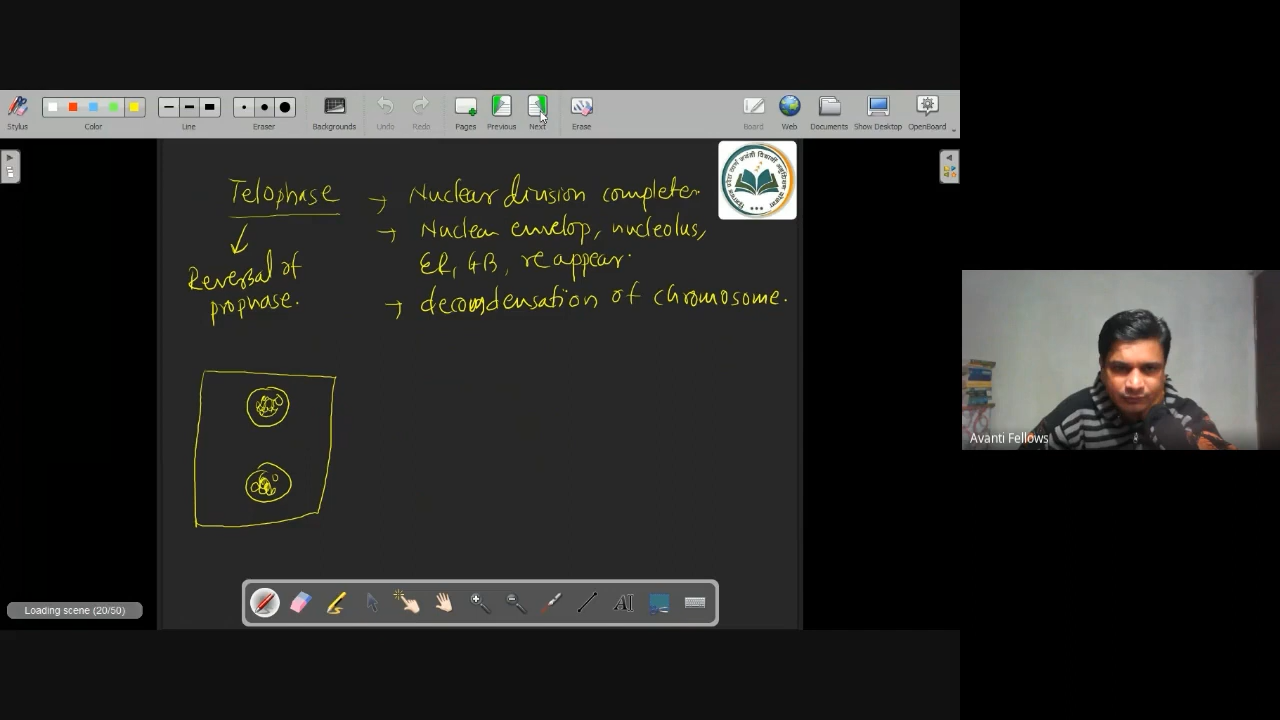 Stylus
Color
Line
Eraser
Backgrounds
Undo
Redo
Pages
Previous
Next
Erase
Board
Web
Documents
Show Desktop
OpenBoard
Telophase → Nuclear division completes.
→ Nuclear envelop, nucleolus,
ER, GB, reappear.
→ decondensation of chromosome.
Reversal of
prophase.
Avanti Fellows
Loading scene (20/50)
AI